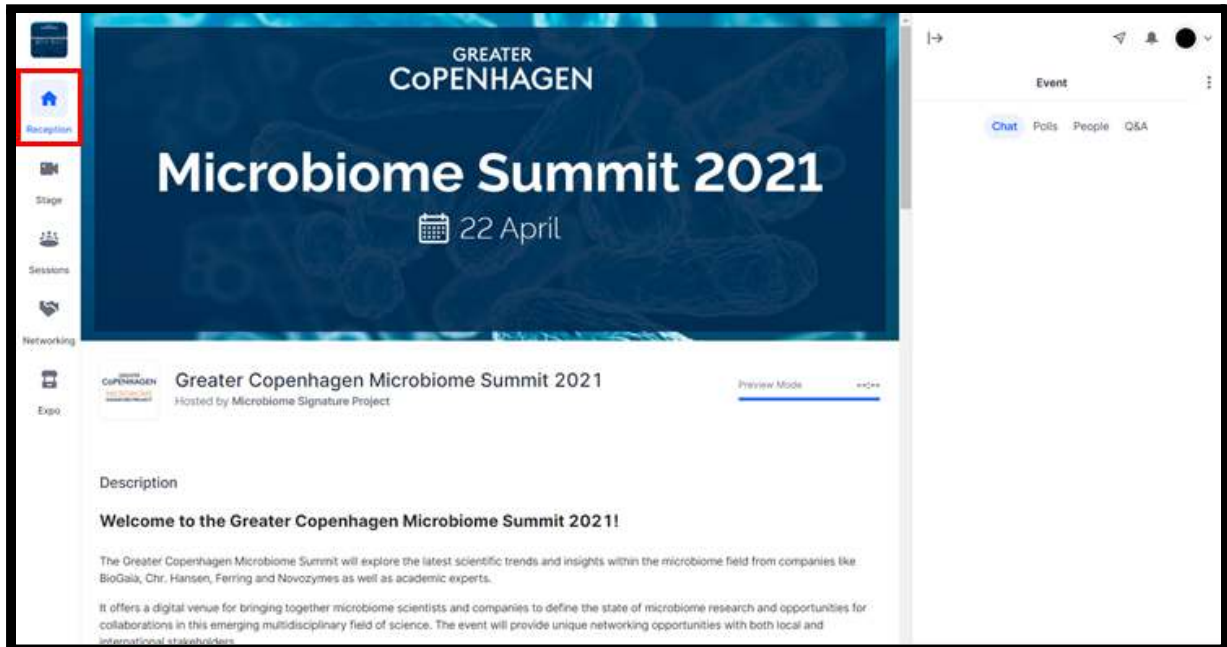 GREATER
CoPENHAGEN
Microbiome Summit 2021
22 April
Reception
Stage
Sessions
Networking
Expo
Event
Chat Polls People Q&A
COPENHAGEN
Greater Copenhagen Microbiome Summit 2021
Hosted by Microbiome Signature Project
Preview Mode --:--
Description
Welcome to the Greater Copenhagen Microbiome Summit 2021!
The Greater Copenhagen Microbiome Summit will explore the latest scientific trends and insights within the microbiome field from companies like
BioGaia, Chr. Hansen, Ferring and Novozymes as well as academic experts.
It offers a digital venue for bringing together microbiome scientists and companies to define the state of microbiome research and opportunities for
collaborations in this emerging multidisciplinary field of science. The event will provide unique networking opportunities with both local and
international stakeholders